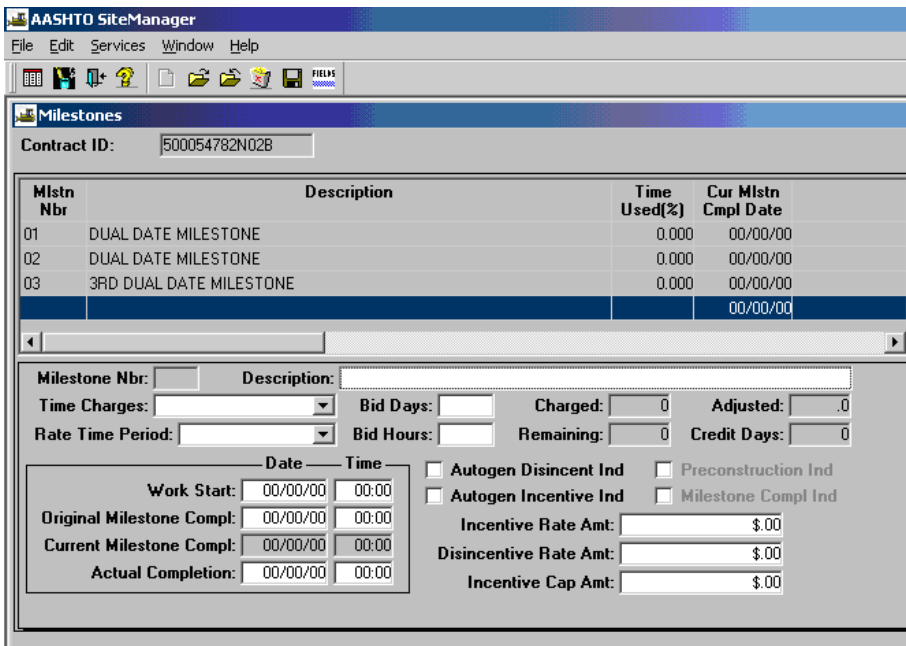 AASHTO SiteManager
File Edit Services Window Help
FIELDS
Milestones
Contract ID: 500054782N02B
Mlstn Nbr Description Time Used(%) Cur Mlstn Cmpl Date
01 DUAL DATE MILESTONE 0.000 00/00/00
02 DUAL DATE MILESTONE 0.000 00/00/00
03 3RD DUAL DATE MILESTONE 0.000 00/00/00
00/00/00
Milestone Nbr: Description:
Time Charges: Bid Days: Charged: 0 Adjusted: .0
Rate Time Period: Bid Hours: Remaining: 0 Credit Days: 0
Date Time
Work Start: 00/00/00 00:00
Original Milestone Compl: 00/00/00 00:00
Current Milestone Compl: 00/00/00 00:00
Actual Completion: 00/00/00 00:00
Autogen Disincent Ind Preconstruction Ind
Autogen Incentive Ind Milestone Compl Ind
Incentive Rate Amt: $.00
Disincentive Rate Amt: $.00
Incentive Cap Amt: $.00